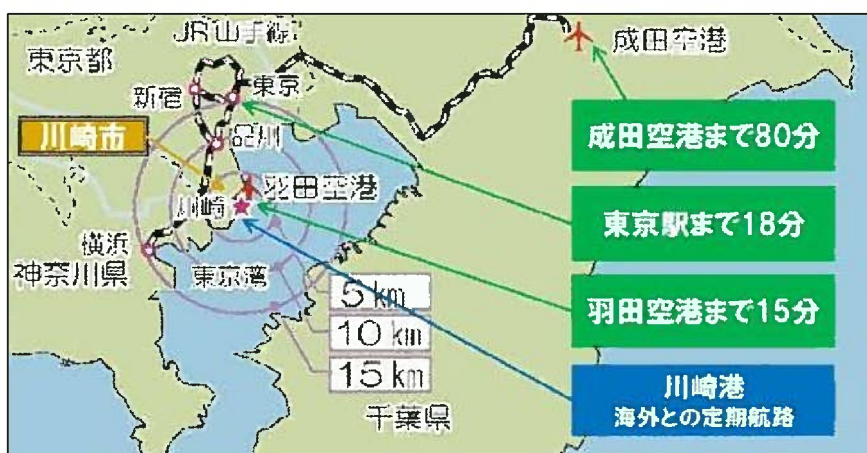 JR山手線
東京都
成田空港
新宿
東京
川崎市
品川
成田空港まで80分
羽田空港
川崎
東京駅まで18分
横浜
神奈川県
東京湾
5km
羽田空港まで15分
10km
15km
川崎港
海外との定期航路
千葉県